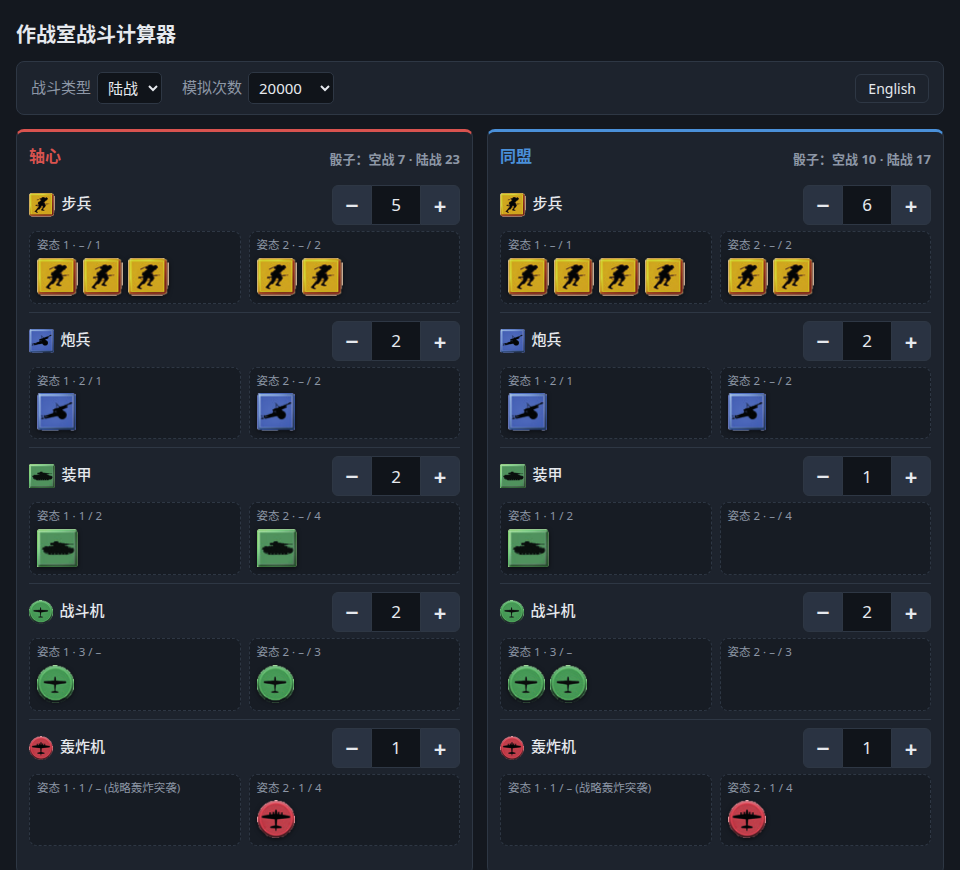 作战室战斗计算器
战斗类型 陆战 模拟次数 20000 English
轴心 骰子：空战 7 · 陆战 23
步兵 − 5 +
姿态 1 · – / 1 姿态 2 · – / 2
炮兵 − 2 +
姿态 1 · 2 / 1 姿态 2 · – / 2
装甲 − 2 +
姿态 1 · 1 / 2 姿态 2 · – / 4
战斗机 − 2 +
姿态 1 · 3 / – 姿态 2 · – / 3
轰炸机 − 1 +
姿态 1 · 1 / – (战略轰炸突袭) 姿态 2 · 1 / 4
同盟 骰子：空战 10 · 陆战 17
步兵 − 6 +
姿态 1 · – / 1 姿态 2 · – / 2
炮兵 − 2 +
姿态 1 · 2 / 1 姿态 2 · – / 2
装甲 − 1 +
姿态 1 · 1 / 2 姿态 2 · – / 4
战斗机 − 2 +
姿态 1 · 3 / – 姿态 2 · – / 3
轰炸机 − 1 +
姿态 1 · 1 / – (战略轰炸突袭) 姿态 2 · 1 / 4